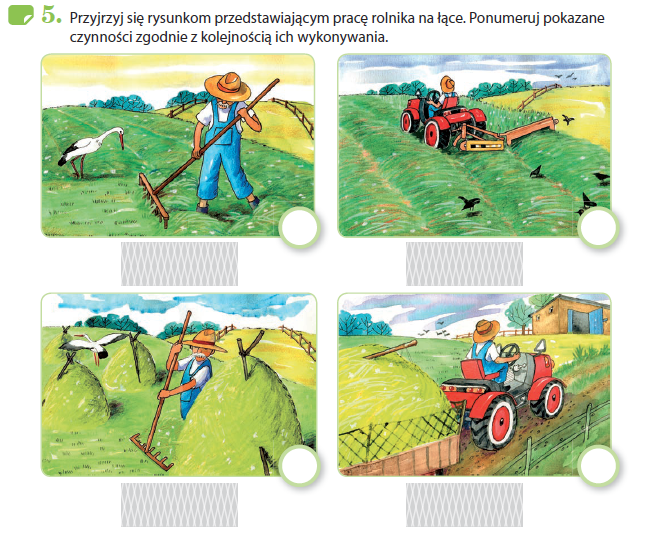 5. Przyjrzyj się rysunkom przedstawiającym pracę rolnika na łące. Ponumeruj pokazane
czynności zgodnie z kolejnością ich wykonywania.